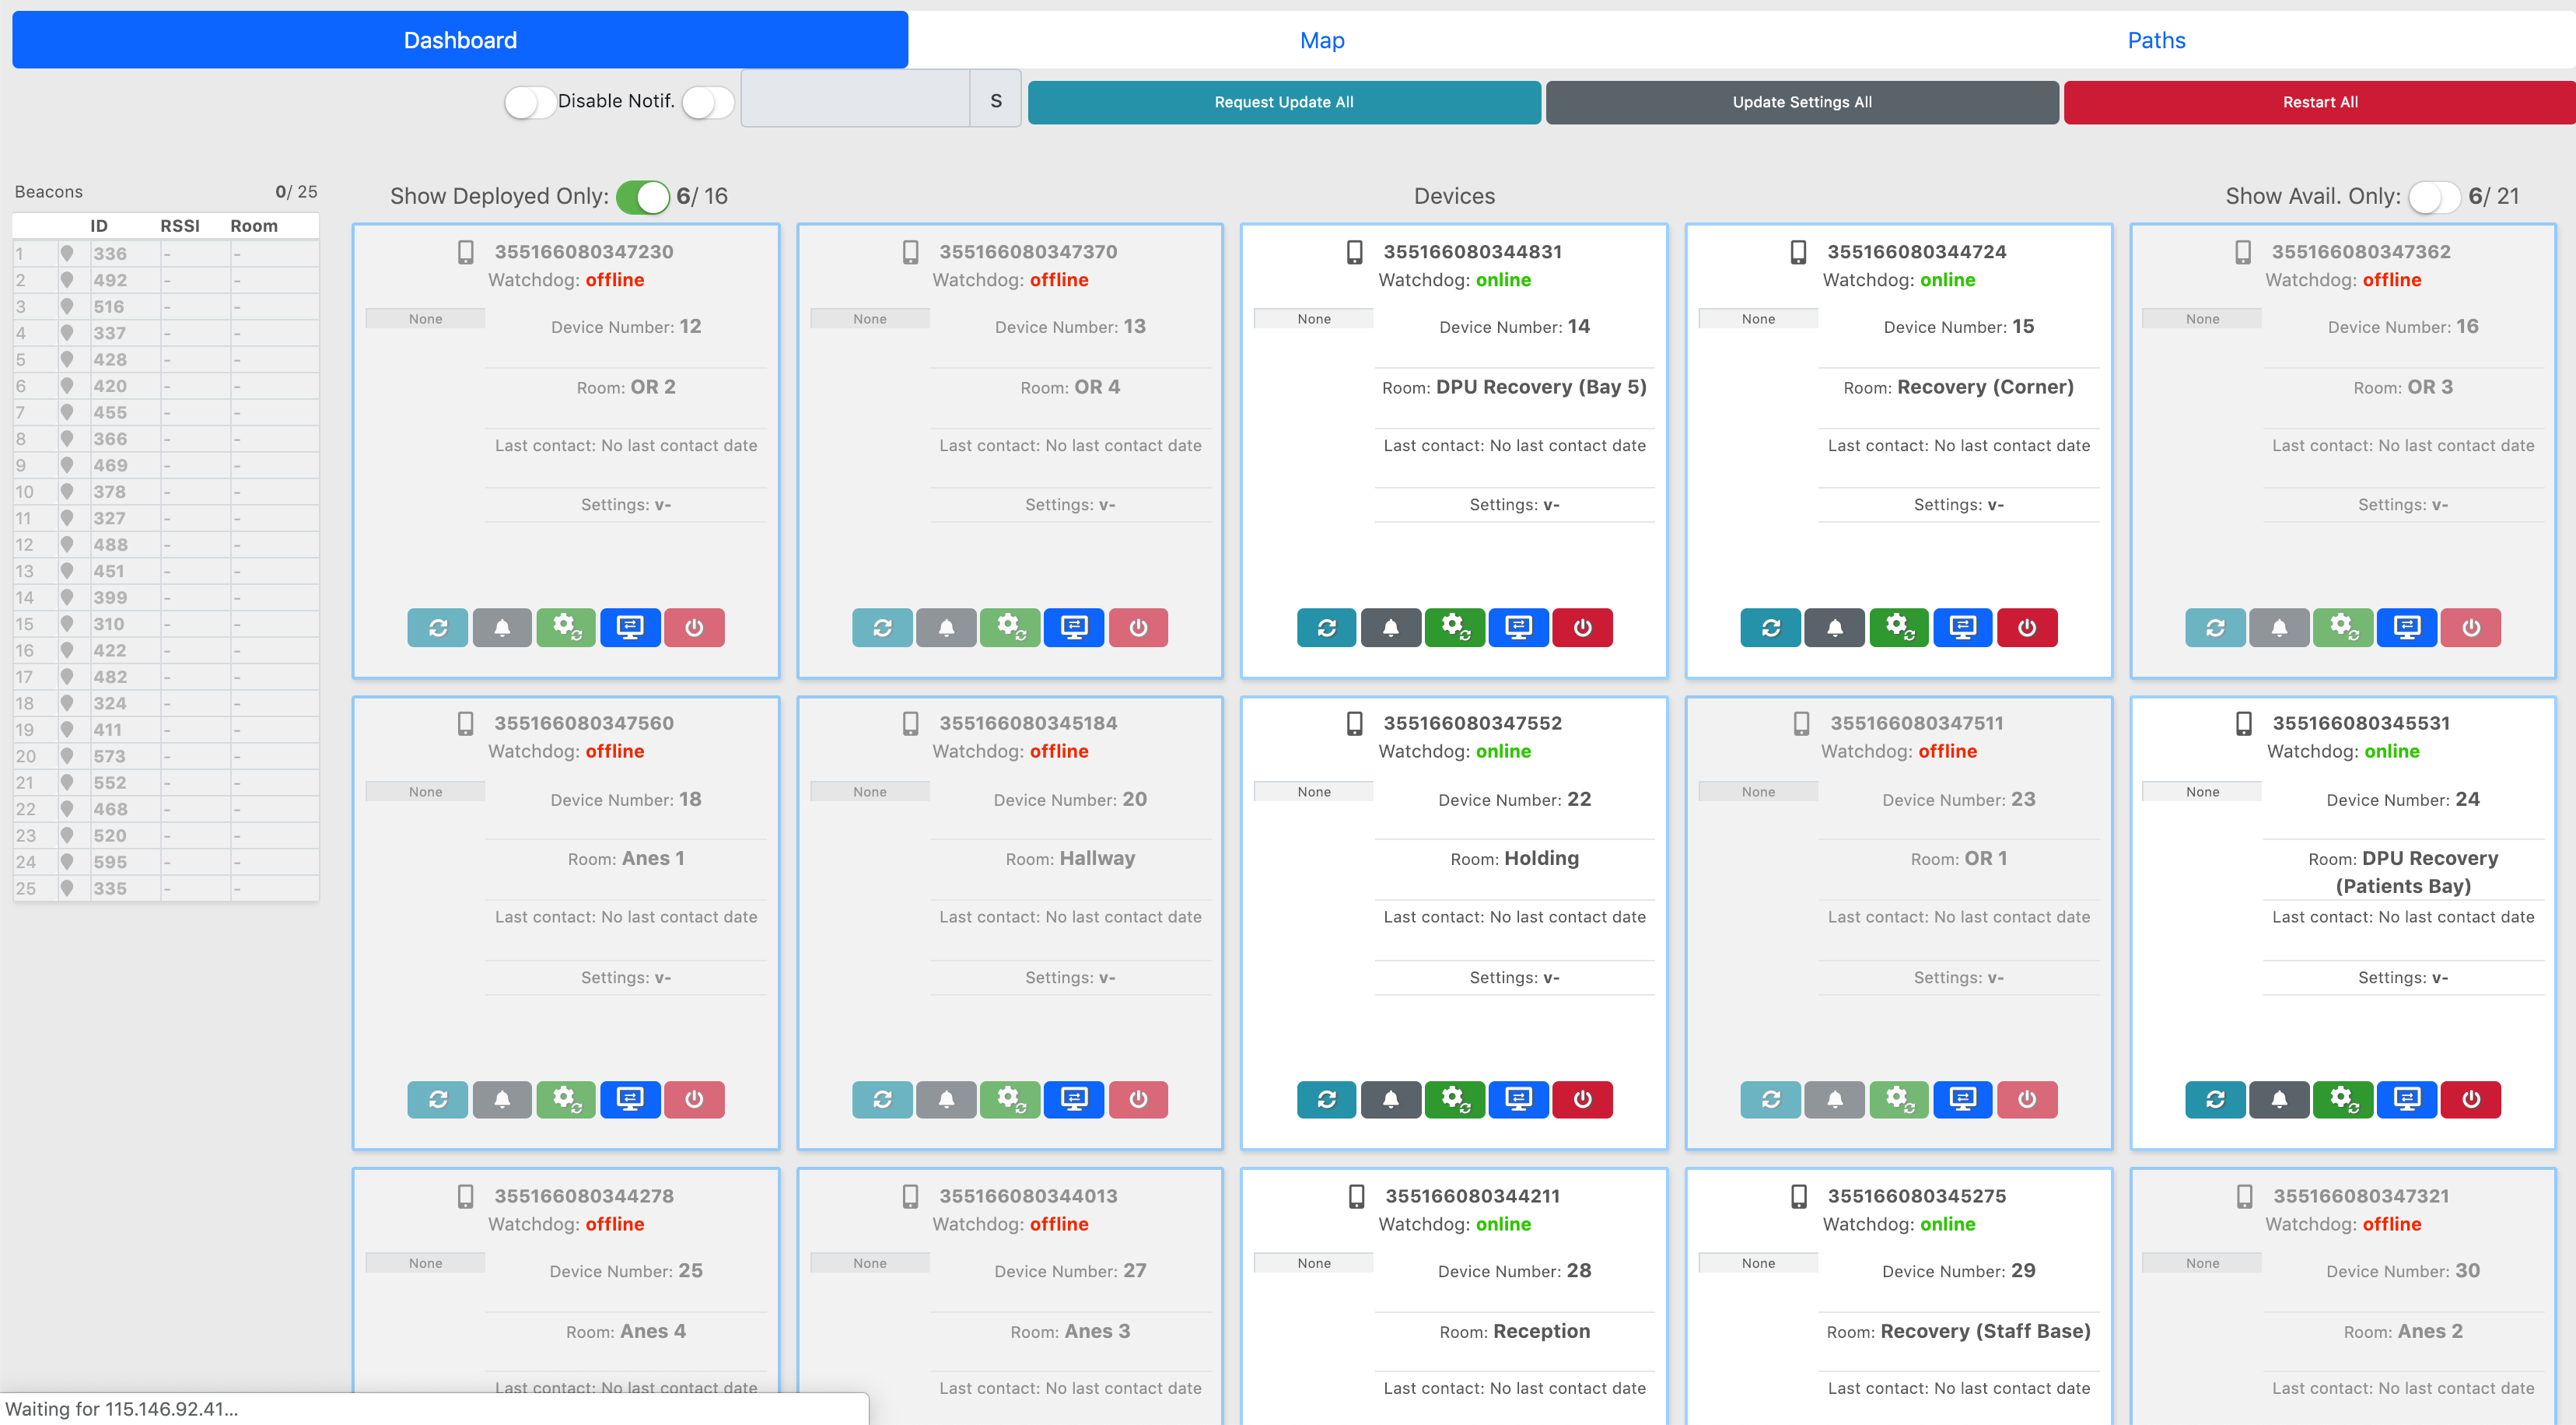 Dashboard
Map
Paths
Disable Notif.
S
Request Update All
Update Settings All
Restart All
Beacons 0/ 25
Show Deployed Only: 6/ 16
Devices
Show Avail. Only: 6/ 21
ID RSSI Room
1 336 - -
2 492 - -
3 516 - -
4 337 - -
5 428 - -
6 420 - -
7 455 - -
8 366 - -
9 469 - -
10 378 - -
11 327 - -
12 488 - -
13 451 - -
14 399 - -
15 310 - -
16 422 - -
17 482 - -
18 324 - -
19 411 - -
20 573 - -
21 552 - -
22 468 - -
23 520 - -
24 595 - -
25 335 - -
355166080347230
Watchdog: offline
None
Device Number: 12
Room: OR 2
Last contact: No last contact date
Settings: v-
355166080347370
Watchdog: offline
None
Device Number: 13
Room: OR 4
Last contact: No last contact date
Settings: v-
355166080344831
Watchdog: online
None
Device Number: 14
Room: DPU Recovery (Bay 5)
Last contact: No last contact date
Settings: v-
355166080344724
Watchdog: online
None
Device Number: 15
Room: Recovery (Corner)
Last contact: No last contact date
Settings: v-
355166080347362
Watchdog: offline
None
Device Number: 16
Room: OR 3
Last contact: No last contact date
Settings: v-
355166080347560
Watchdog: offline
None
Device Number: 18
Room: Anes 1
Last contact: No last contact date
Settings: v-
355166080345184
Watchdog: offline
None
Device Number: 20
Room: Hallway
Last contact: No last contact date
Settings: v-
355166080347552
Watchdog: online
None
Device Number: 22
Room: Holding
Last contact: No last contact date
Settings: v-
355166080347511
Watchdog: offline
None
Device Number: 23
Room: OR 1
Last contact: No last contact date
Settings: v-
355166080345531
Watchdog: online
None
Device Number: 24
Room: DPU Recovery
(Patients Bay)
Last contact: No last contact date
Settings: v-
355166080344278
Watchdog: offline
None
Device Number: 25
Room: Anes 4
Last contact: No last contact date
355166080344013
Watchdog: offline
None
Device Number: 27
Room: Anes 3
Last contact: No last contact date
355166080344211
Watchdog: online
None
Device Number: 28
Room: Reception
Last contact: No last contact date
355166080345275
Watchdog: online
None
Device Number: 29
Room: Recovery (Staff Base)
Last contact: No last contact date
355166080347321
Watchdog: offline
None
Device Number: 30
Room: Anes 2
Last contact: No last contact date
Waiting for 115.146.92.41...